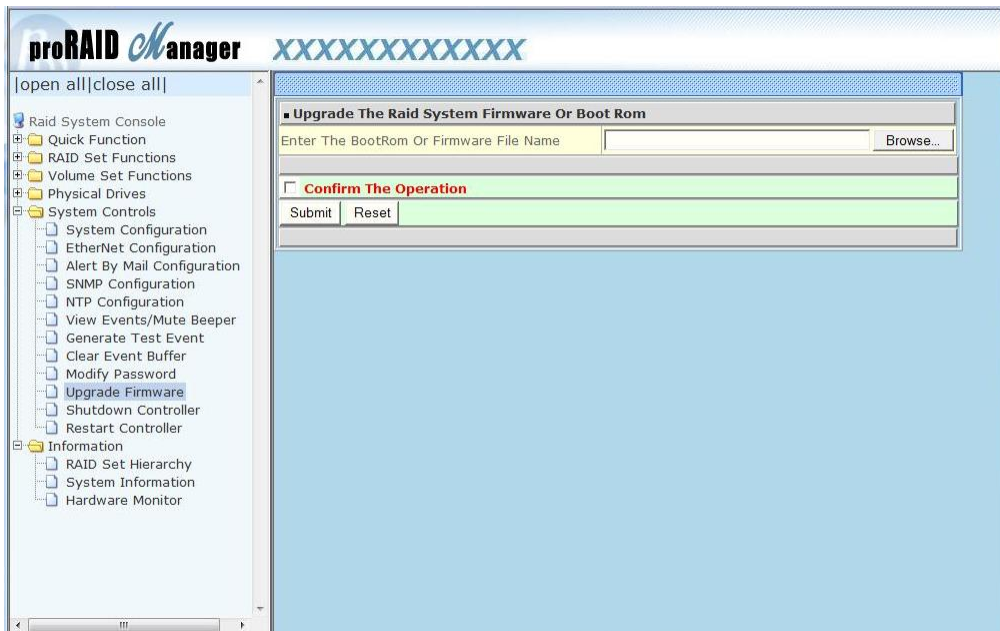 proRAID Manager XXXXXXXXXXXX
|open all|close all|
Raid System Console
Quick Function
RAID Set Functions
Volume Set Functions
Physical Drives
System Controls
System Configuration
EtherNet Configuration
Alert By Mail Configuration
SNMP Configuration
NTP Configuration
View Events/Mute Beeper
Generate Test Event
Clear Event Buffer
Modify Password
Upgrade Firmware
Shutdown Controller
Restart Controller
Information
RAID Set Hierarchy
System Information
Hardware Monitor
Upgrade The Raid System Firmware Or Boot Rom
Enter The BootRom Or Firmware File Name Browse...
Confirm The Operation
Submit Reset